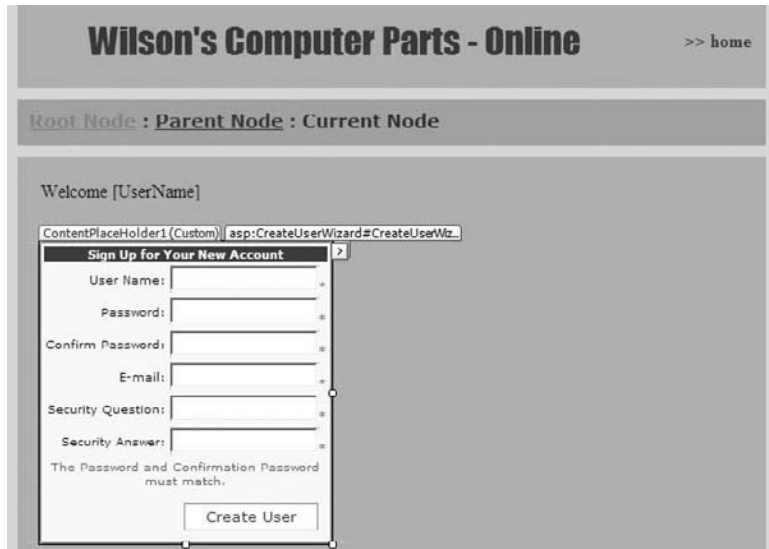 Wilson's Computer Parts - Online
>> home
Root Node : Parent Node : Current Node
Welcome [UserName]
ContentPlaceHolder1 (Custom) asp:CreateUserWizard#CreateUserWiz...
Sign Up for Your New Account >
User Name: *
Password: *
Confirm Password: *
E-mail: *
Security Question: *
Security Answer: *
The Password and Confirmation Password
must match.
Create User